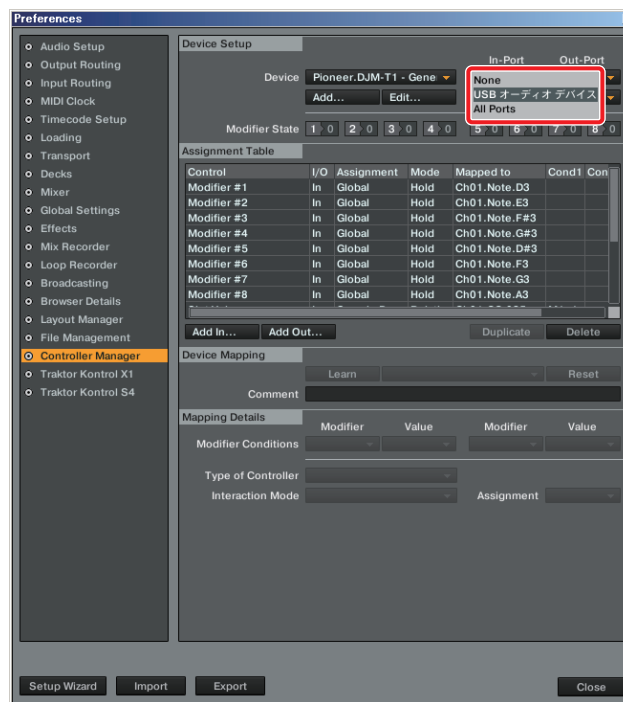 Preferences
Audio Setup
Output Routing
Input Routing
MIDI Clock
Timecode Setup
Loading
Transport
Decks
Mixer
Global Settings
Effects
Mix Recorder
Loop Recorder
Broadcasting
Browser Details
Layout Manager
File Management
Controller Manager
Traktor Kontrol X1
Traktor Kontrol S4
Device Setup
In-Port Out-Port
Device Pioneer.DJM-T1 - Gene
None
USB オーディオ デバイス
All Ports
Add... Edit...
Modifier State 1 0 2 0 3 0 4 0 5 0 6 0 7 0 8 0
Assignment Table
Control I/O Assignment Mode Mapped to Cond1 Con
Modifier #1 In Global Hold Ch01.Note.D3
Modifier #2 In Global Hold Ch01.Note.E3
Modifier #3 In Global Hold Ch01.Note.F#3
Modifier #4 In Global Hold Ch01.Note.G#3
Modifier #5 In Global Hold Ch01.Note.D#3
Modifier #6 In Global Hold Ch01.Note.F3
Modifier #7 In Global Hold Ch01.Note.G3
Modifier #8 In Global Hold Ch01.Note.A3
Add In... Add Out... Duplicate Delete
Device Mapping
Learn Reset
Comment
Mapping Details
Modifier Value Modifier Value
Modifier Conditions
Type of Controller
Interaction Mode Assignment
Setup Wizard Import Export Close